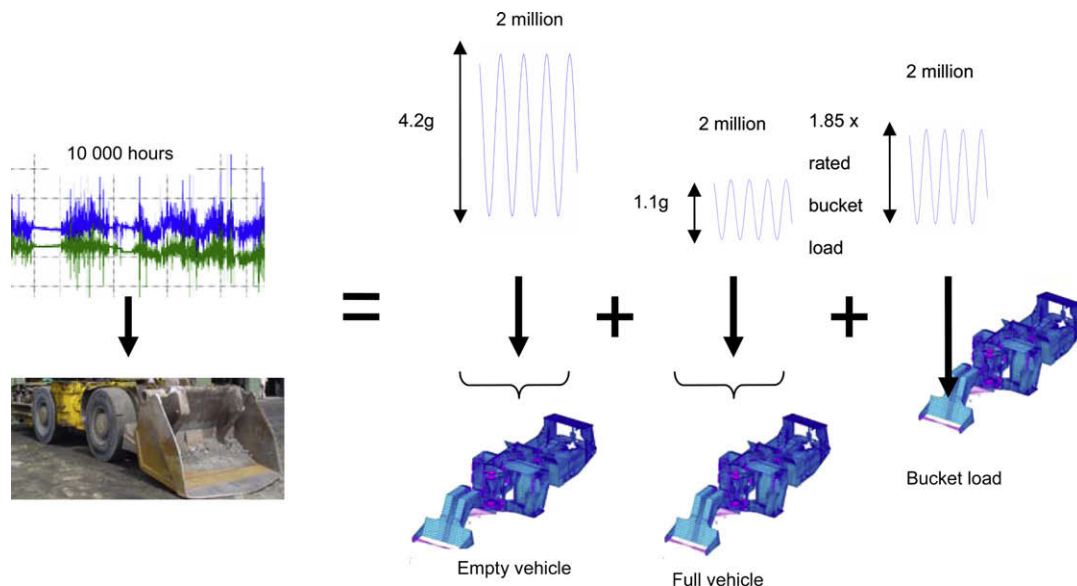 10 000 hours
2 million
4.2g
Empty vehicle
2 million
1.1g
Full vehicle
2 million
1.85 x
rated
bucket
load
Bucket load
=
+
+